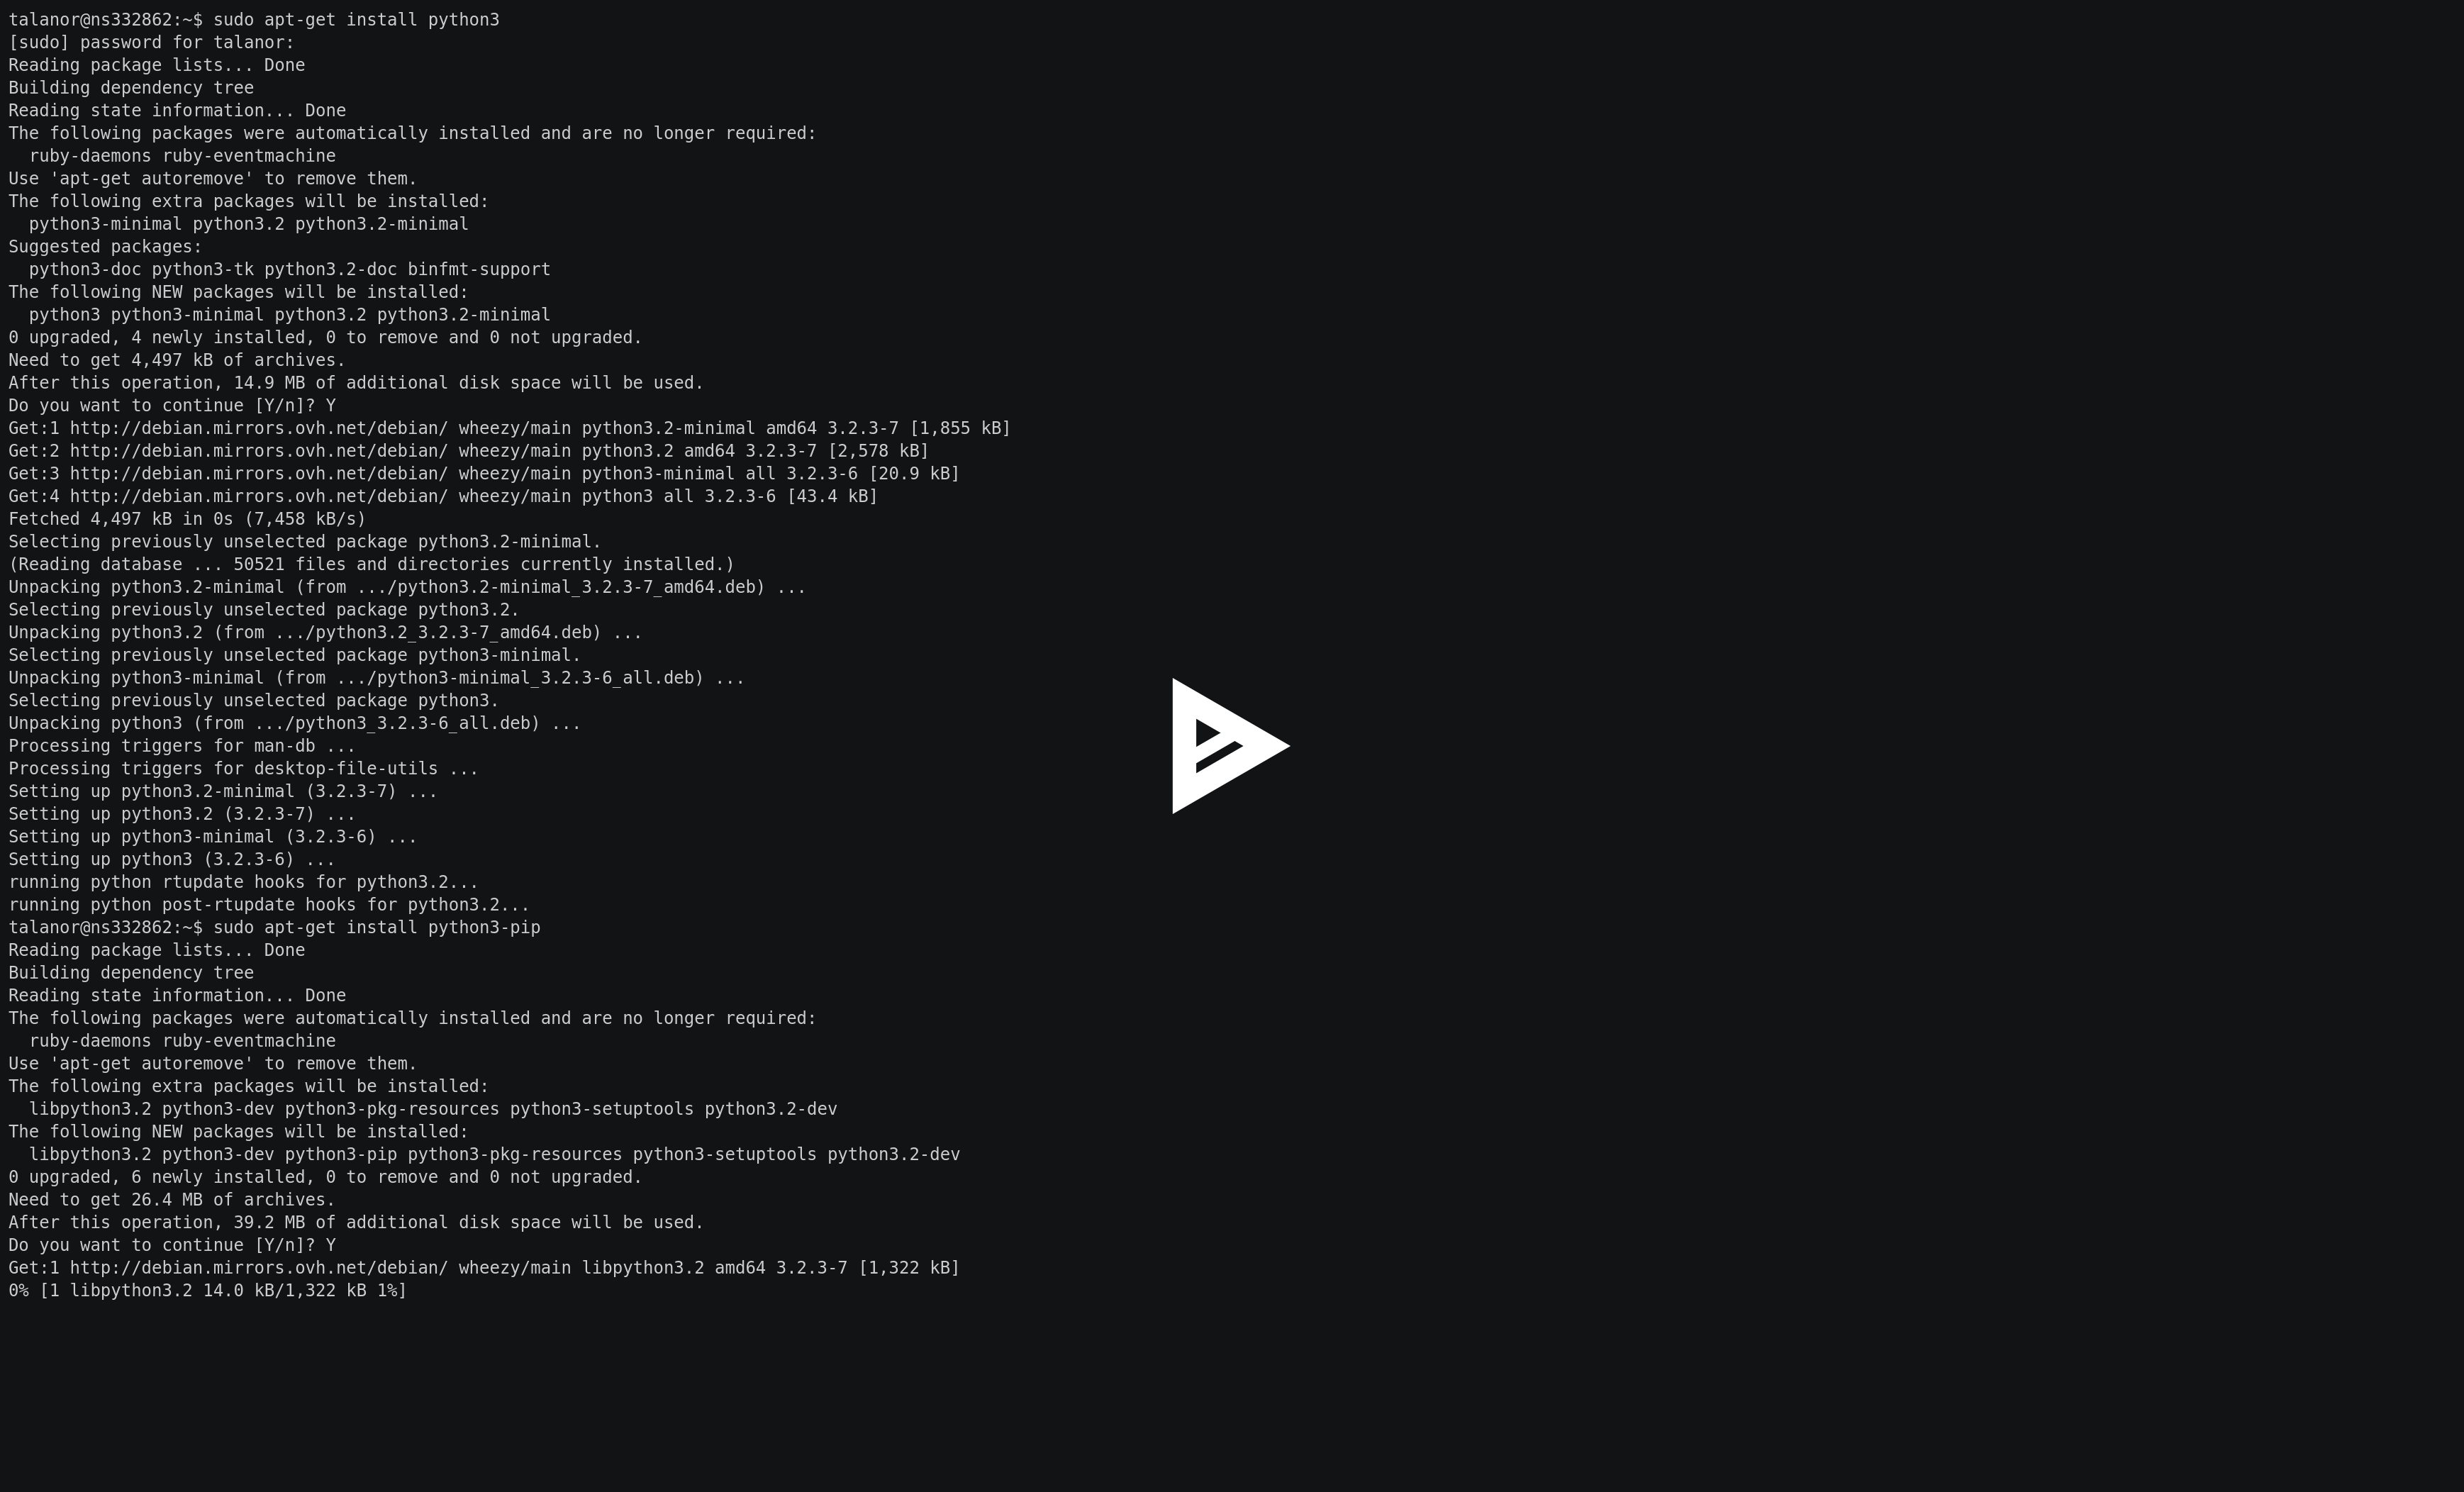 talanor@ns332862:~$ sudo apt-get install python3
[sudo] password for talanor:
Reading package lists... Done
Building dependency tree
Reading state information... Done
The following packages were automatically installed and are no longer required:
  ruby-daemons ruby-eventmachine
Use 'apt-get autoremove' to remove them.
The following extra packages will be installed:
  python3-minimal python3.2 python3.2-minimal
Suggested packages:
  python3-doc python3-tk python3.2-doc binfmt-support
The following NEW packages will be installed:
  python3 python3-minimal python3.2 python3.2-minimal
0 upgraded, 4 newly installed, 0 to remove and 0 not upgraded.
Need to get 4,497 kB of archives.
After this operation, 14.9 MB of additional disk space will be used.
Do you want to continue [Y/n]? Y
Get:1 http://debian.mirrors.ovh.net/debian/ wheezy/main python3.2-minimal amd64 3.2.3-7 [1,855 kB]
Get:2 http://debian.mirrors.ovh.net/debian/ wheezy/main python3.2 amd64 3.2.3-7 [2,578 kB]
Get:3 http://debian.mirrors.ovh.net/debian/ wheezy/main python3-minimal all 3.2.3-6 [20.9 kB]
Get:4 http://debian.mirrors.ovh.net/debian/ wheezy/main python3 all 3.2.3-6 [43.4 kB]
Fetched 4,497 kB in 0s (7,458 kB/s)
Selecting previously unselected package python3.2-minimal.
(Reading database ... 50521 files and directories currently installed.)
Unpacking python3.2-minimal (from .../python3.2-minimal_3.2.3-7_amd64.deb) ...
Selecting previously unselected package python3.2.
Unpacking python3.2 (from .../python3.2_3.2.3-7_amd64.deb) ...
Selecting previously unselected package python3-minimal.
Unpacking python3-minimal (from .../python3-minimal_3.2.3-6_all.deb) ...
Selecting previously unselected package python3.
Unpacking python3 (from .../python3_3.2.3-6_all.deb) ...
Processing triggers for man-db ...
Processing triggers for desktop-file-utils ...
Setting up python3.2-minimal (3.2.3-7) ...
Setting up python3.2 (3.2.3-7) ...
Setting up python3-minimal (3.2.3-6) ...
Setting up python3 (3.2.3-6) ...
running python rtupdate hooks for python3.2...
running python post-rtupdate hooks for python3.2...
talanor@ns332862:~$ sudo apt-get install python3-pip
Reading package lists... Done
Building dependency tree
Reading state information... Done
The following packages were automatically installed and are no longer required:
  ruby-daemons ruby-eventmachine
Use 'apt-get autoremove' to remove them.
The following extra packages will be installed:
  libpython3.2 python3-dev python3-pkg-resources python3-setuptools python3.2-dev
The following NEW packages will be installed:
  libpython3.2 python3-dev python3-pip python3-pkg-resources python3-setuptools python3.2-dev
0 upgraded, 6 newly installed, 0 to remove and 0 not upgraded.
Need to get 26.4 MB of archives.
After this operation, 39.2 MB of additional disk space will be used.
Do you want to continue [Y/n]? Y
Get:1 http://debian.mirrors.ovh.net/debian/ wheezy/main libpython3.2 amd64 3.2.3-7 [1,322 kB]
0% [1 libpython3.2 14.0 kB/1,322 kB 1%]